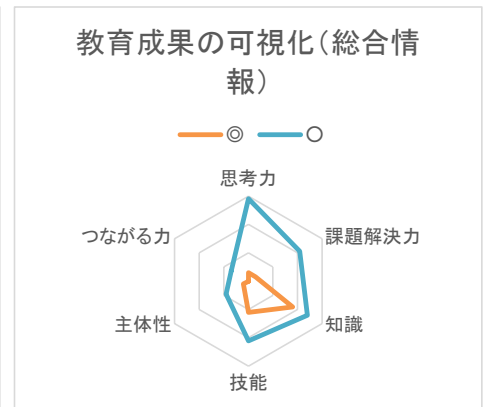 教育成果の可視化(総合情
報)
◎ ○
思考力
つながる力 課題解決力
主体性 知識
技能